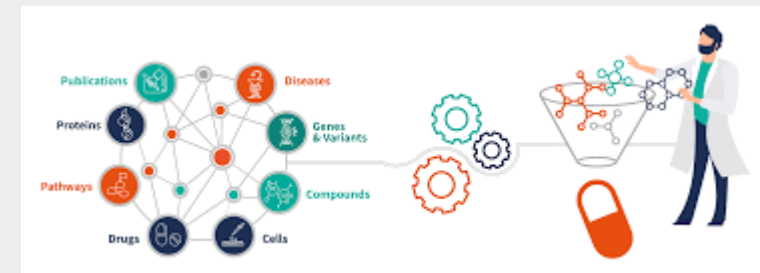 Publications
Diseases
Proteins
Genes
& Variants
Pathways
Compounds
Drugs
Cells